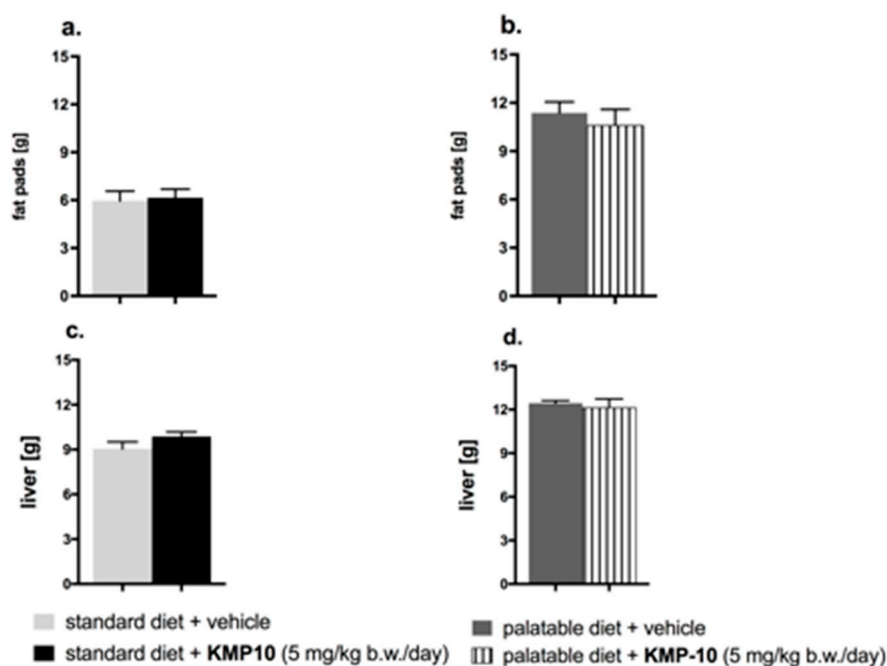 a.
15
12
9
6
3
0
fat pads [g]
b.
15
12
9
6
3
0
fat pads [g]
c.
15
12
9
6
3
0
liver [g]
d.
15
12
9
6
3
0
liver [g]
standard diet + vehicle
standard diet + KMP10 (5 mg/kg b.w./day)
palatable diet + vehicle
palatable diet + KMP-10 (5 mg/kg b.w./day)